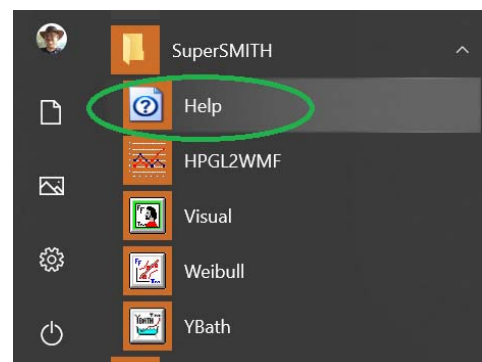 SuperSMITH
Help
HPGL2WMF
Visual
Weibull
YBath